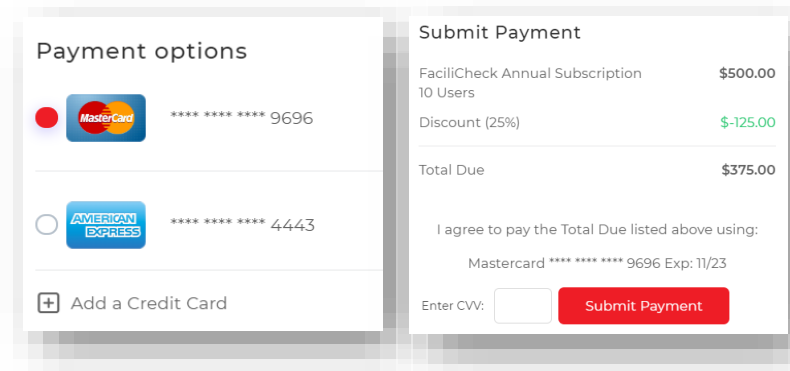 Payment options
MasterCard
**** **** **** 9696
AMERICAN
EXPRESS
**** **** **** 4443
Add a Credit Card
Submit Payment
FaciliCheck Annual Subscription $500.00
10 Users
Discount (25%) $-125.00
Total Due $375.00
I agree to pay the Total Due listed above using:
Mastercard **** **** **** 9696 Exp: 11/23
Enter CVV: Submit Payment